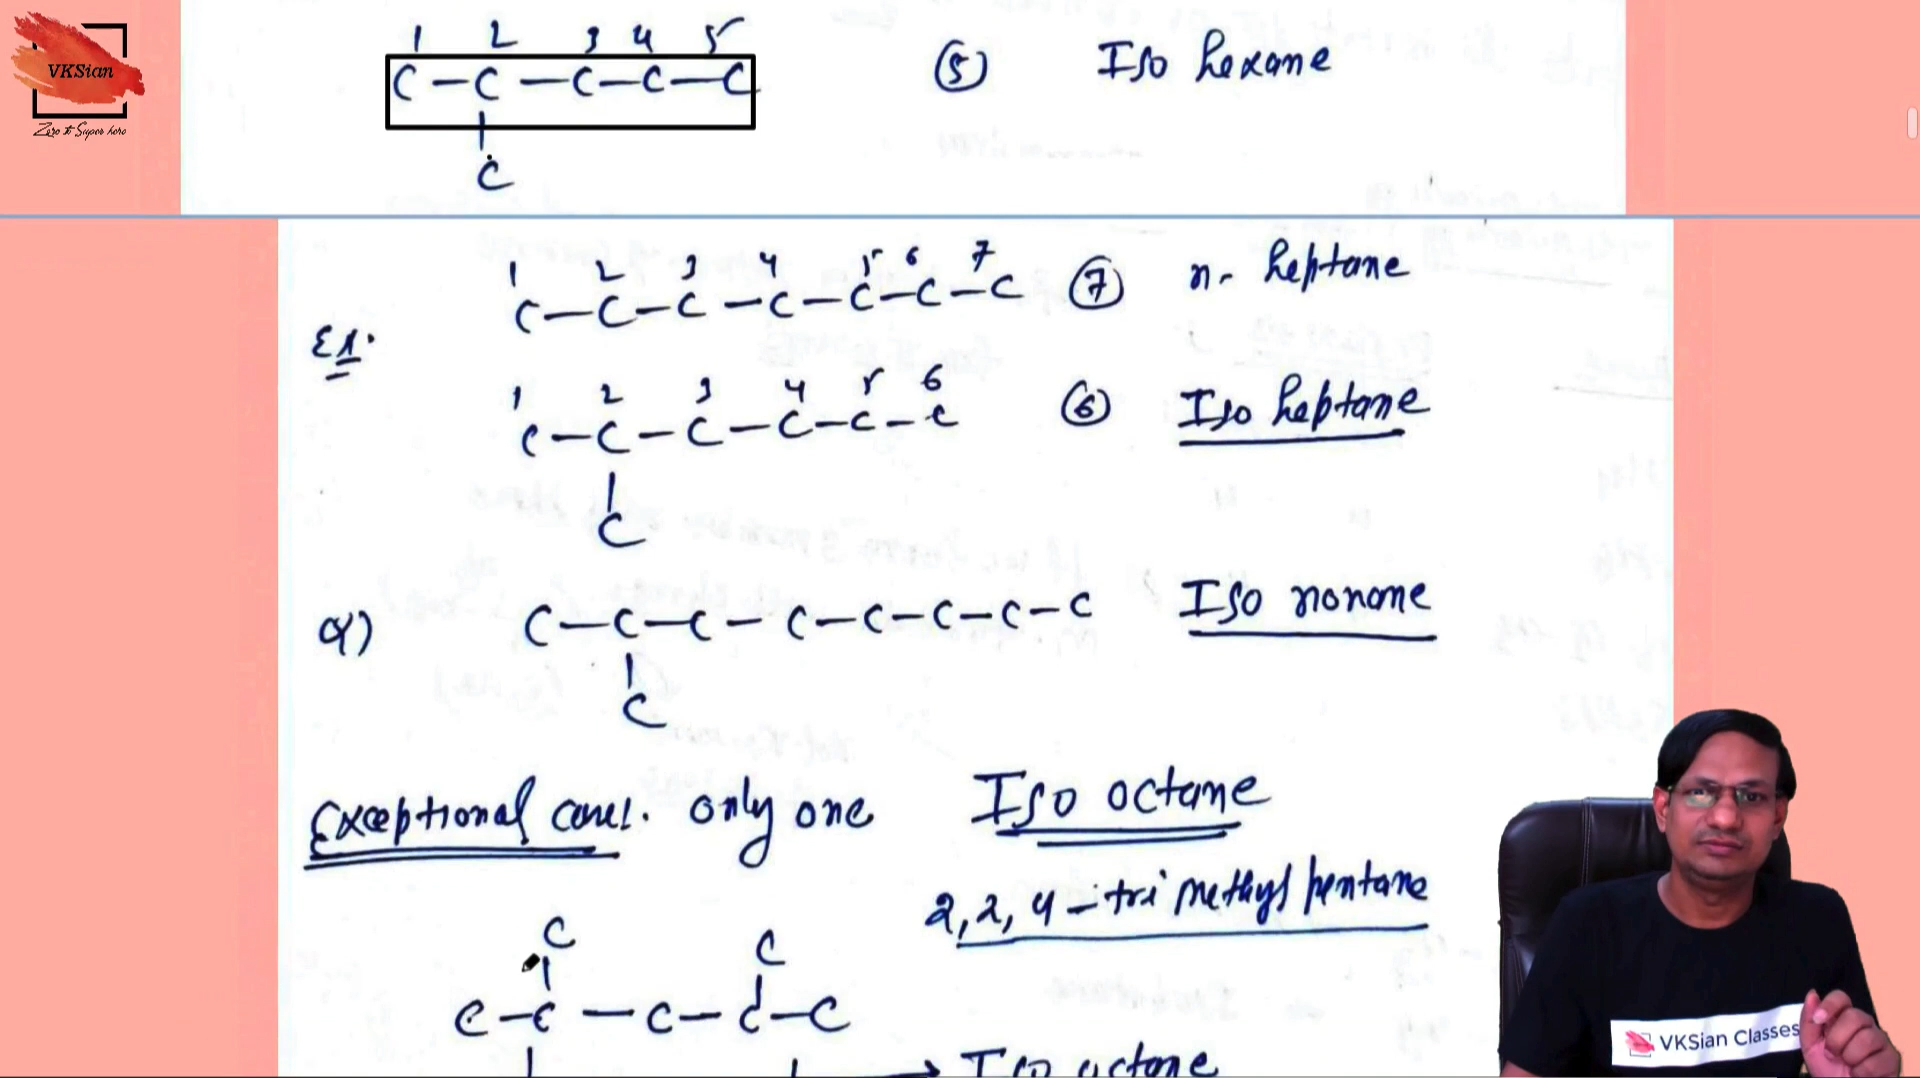 VKSian
Zero to Super hero
1 2 3 4 5
C – C – C – C – C
(5) Iso hexane
|
C
1 2 3 4 5 6 7
C – C – C – C – C – C – C (7) n- heptane
Ex.
1 2 3 4 5 6
C – C – C – C – C – C (6) Iso heptane
|
C
Q) C – C – C – C – C – C – C – C Iso nonane
|
C
Exceptional case. only one Iso octane
2,2,4 – tri methyl pentane
C C
| |
C – C – C – C – C
| | → Iso octane
VKSian Classes